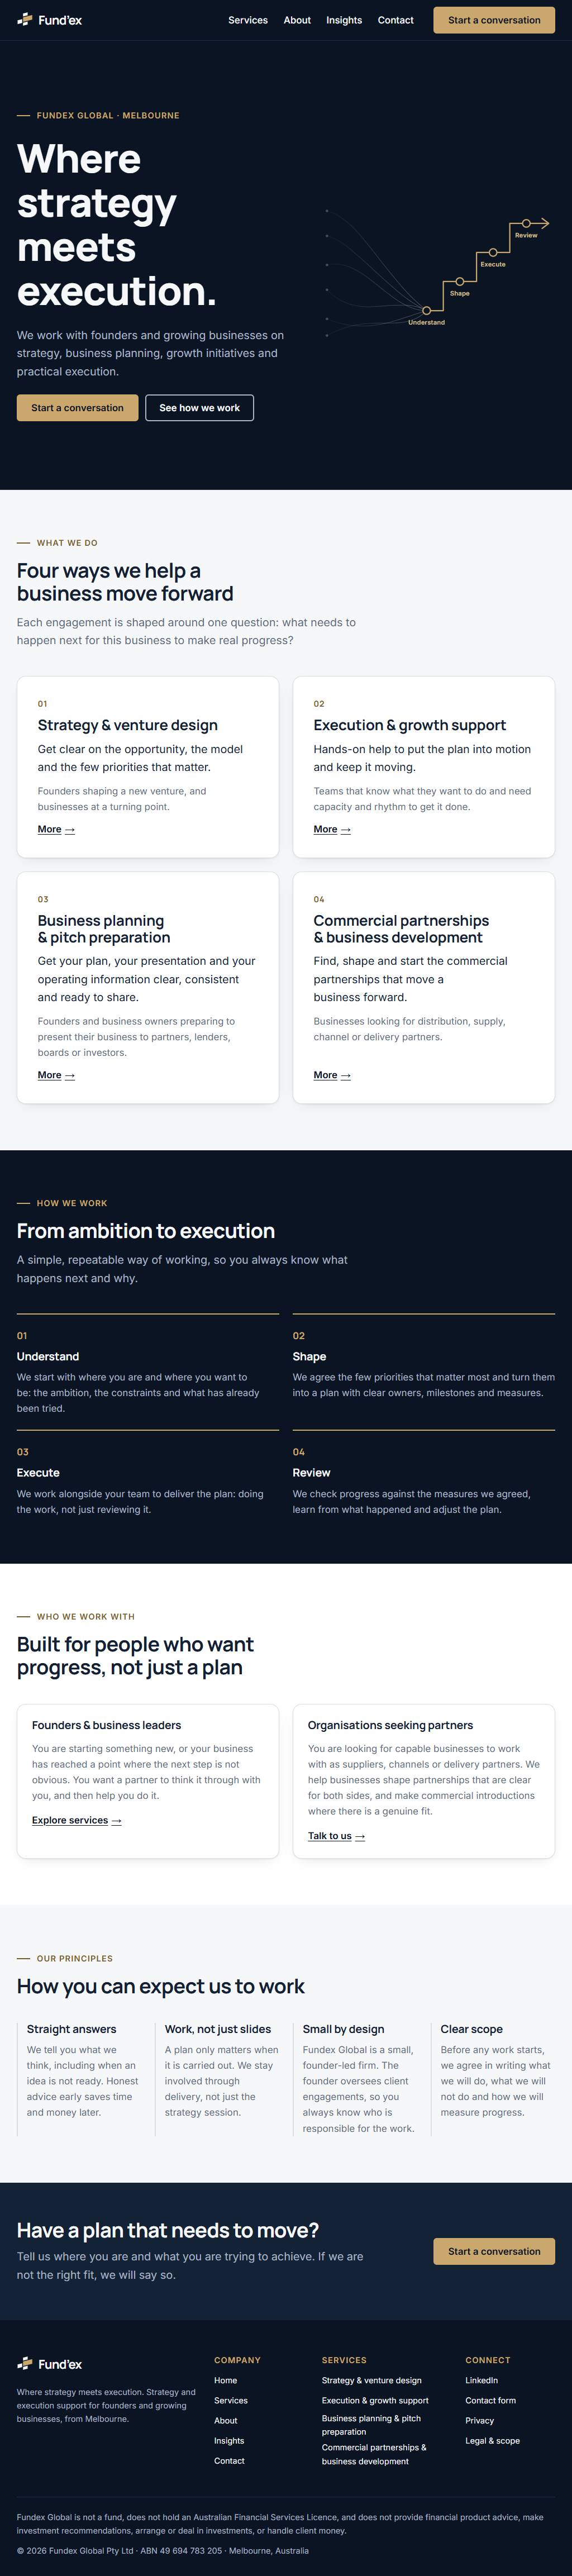 Fund'ex
Services
About
Insights
Contact
Start a conversation
FUNDEX GLOBAL · MELBOURNE
Where
strategy
meets
execution.
We work with founders and growing businesses on
strategy, business planning, growth initiatives and
practical execution.
Start a conversation
See how we work
Understand
Shape
Execute
Review
WHAT WE DO
Four ways we help a
business move forward
Each engagement is shaped around one question: what needs to
happen next for this business to make real progress?
01
Strategy & venture design
Get clear on the opportunity, the model
and the few priorities that matter.
Founders shaping a new venture, and
businesses at a turning point.
More →
02
Execution & growth support
Hands-on help to put the plan into motion
and keep it moving.
Teams that know what they want to do and need
capacity and rhythm to get it done.
More →
03
Business planning
& pitch preparation
Get your plan, your presentation and your
operating information clear, consistent
and ready to share.
Founders and business owners preparing to
present their business to partners, lenders,
boards or investors.
More →
04
Commercial partnerships
& business development
Find, shape and start the commercial
partnerships that move a
business forward.
Businesses looking for distribution, supply,
channel or delivery partners.
More →
HOW WE WORK
From ambition to execution
A simple, repeatable way of working, so you always know what
happens next and why.
01
Understand
We start with where you are and where you want to
be: the ambition, the constraints and what has already
been tried.
02
Shape
We agree the few priorities that matter most and turn them
into a plan with clear owners, milestones and measures.
03
Execute
We work alongside your team to deliver the plan: doing
the work, not just reviewing it.
04
Review
We check progress against the measures we agreed,
learn from what happened and adjust the plan.
WHO WE WORK WITH
Built for people who want
progress, not just a plan
Founders & business leaders
You are starting something new, or your business
has reached a point where the next step is not
obvious. You want a partner to think it through with
you, and then help you do it.
Explore services →
Organisations seeking partners
You are looking for capable businesses to work
with as suppliers, channels or delivery partners. We
help businesses shape partnerships that are clear
for both sides, and make commercial introductions
where there is a genuine fit.
Talk to us →
OUR PRINCIPLES
How you can expect us to work
Straight answers
We tell you what we
think, including when an
idea is not ready. Honest
advice early saves time
and money later.
Work, not just slides
A plan only matters when
it is carried out. We stay
involved through
delivery, not just the
strategy session.
Small by design
Fundex Global is a small,
founder-led firm. The
founder oversees client
engagements, so you
always know who is
responsible for the work.
Clear scope
Before any work starts,
we agree in writing what
we will do, what we will
not do and how we will
measure progress.
Have a plan that needs to move?
Tell us where you are and what you are trying to achieve. If we are
not the right fit, we will say so.
Start a conversation
Fund'ex
Where strategy meets execution. Strategy and
execution support for founders and growing
businesses, from Melbourne.
COMPANY
Home
Services
About
Insights
Contact
SERVICES
Strategy & venture design
Execution & growth support
Business planning & pitch
preparation
Commercial partnerships &
business development
CONNECT
LinkedIn
Contact form
Privacy
Legal & scope
Fundex Global is not a fund, does not hold an Australian Financial Services Licence, and does not provide financial product advice, make
investment recommendations, arrange or deal in investments, or handle client money.
© 2026 Fundex Global Pty Ltd · ABN 49 694 783 205 · Melbourne, Australia